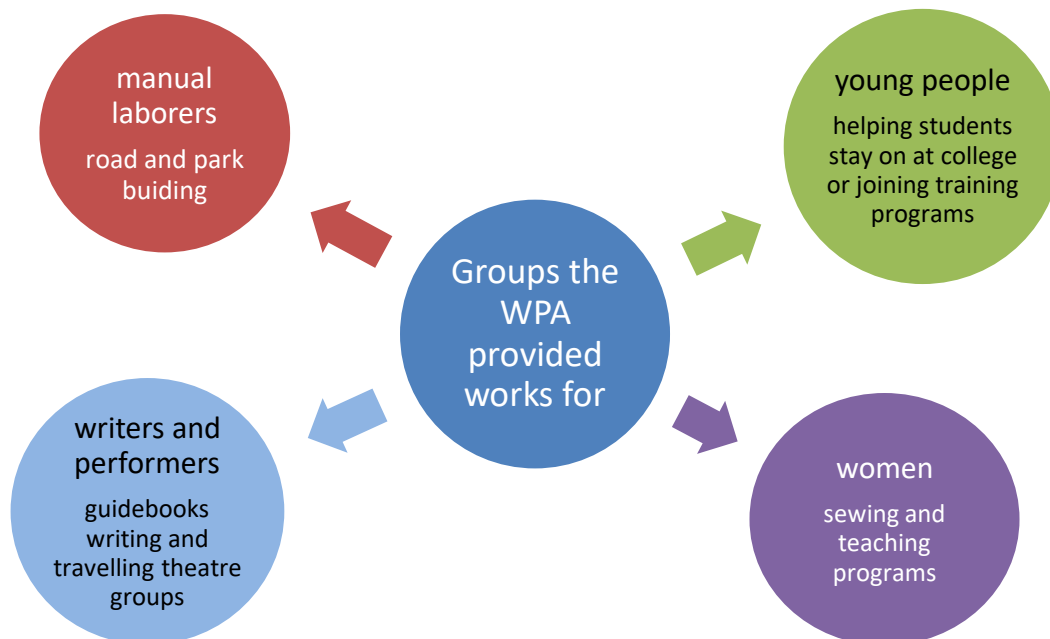 manual
laborers
road and park
buiding
young people
helping students
stay on at college
or joining training
programs
Groups the
WPA
provided
works for
writers and
performers
guidebooks
writing and
travelling theatre
groups
women
sewing and
teaching
programs